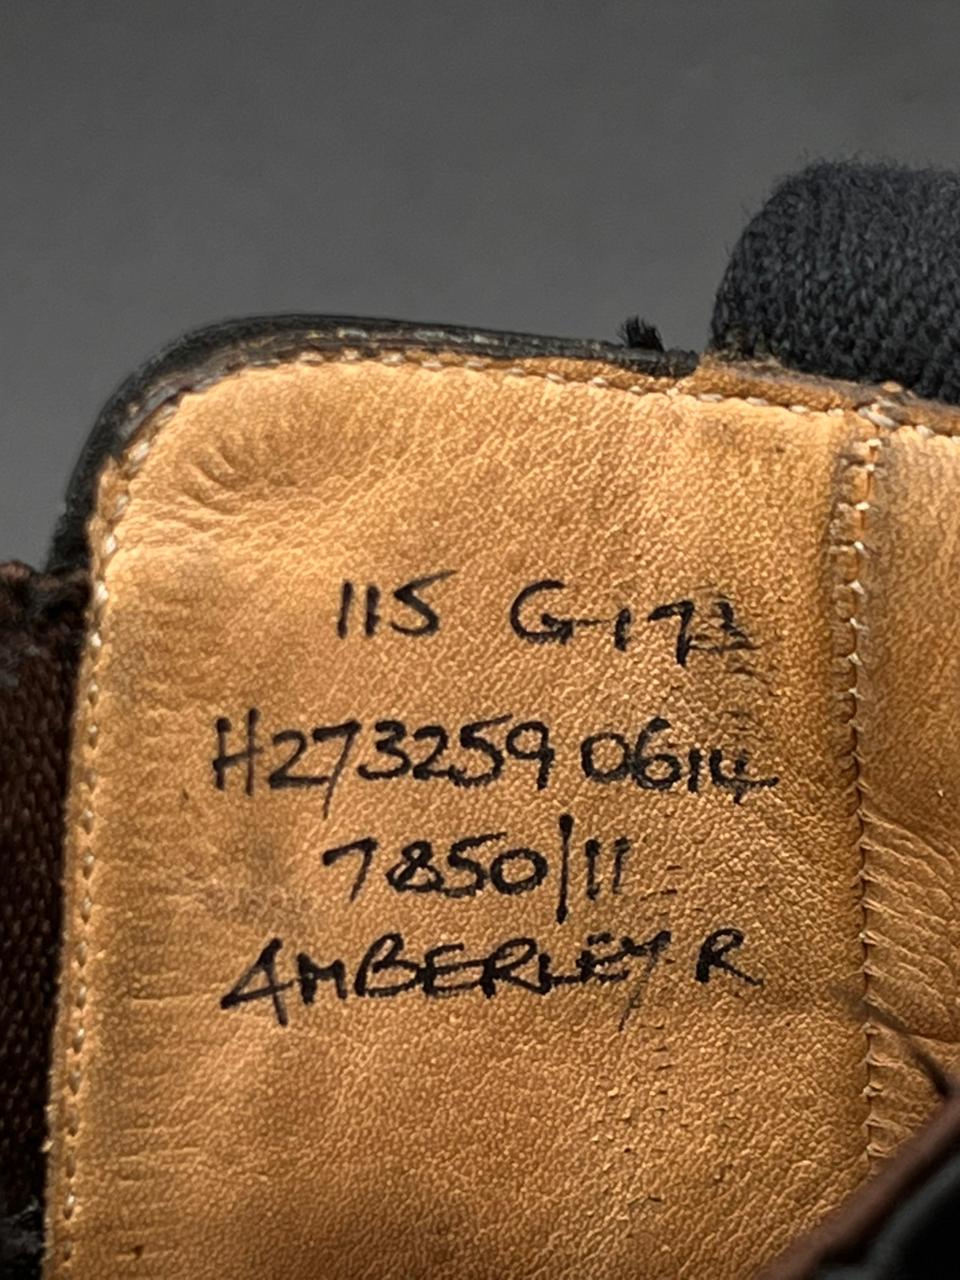 115 G 173
H273259 0614
7850/11
AMBERLEY R